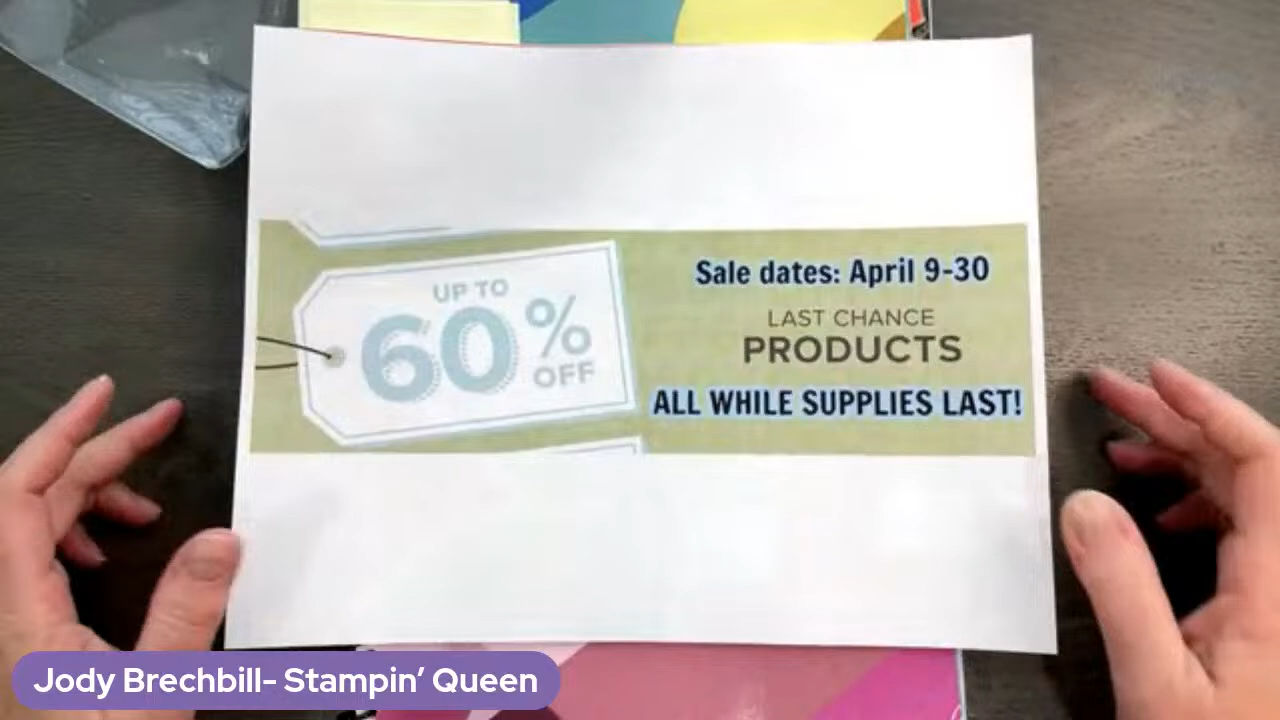 UP TO
60%
OFF
Sale dates: April 9-30
LAST CHANCE
PRODUCTS
ALL WHILE SUPPLIES LAST!
Jody Brechbill- Stampin’ Queen